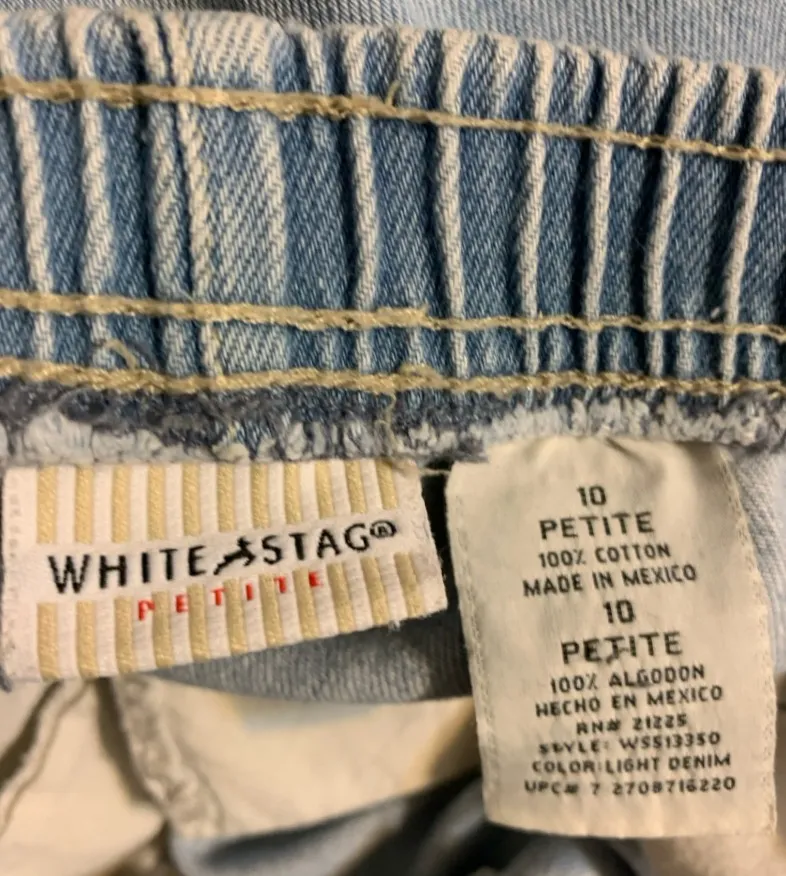 WHITE STAG®
PETITE
10
PETITE
100% COTTON
MADE IN MEXICO
10
PETITE
100% ALGODON
HECHO EN MEXICO
RN# 21225
STYLE: WS513350
COLOR:LIGHT DENIM
UPC# 7 2708716220